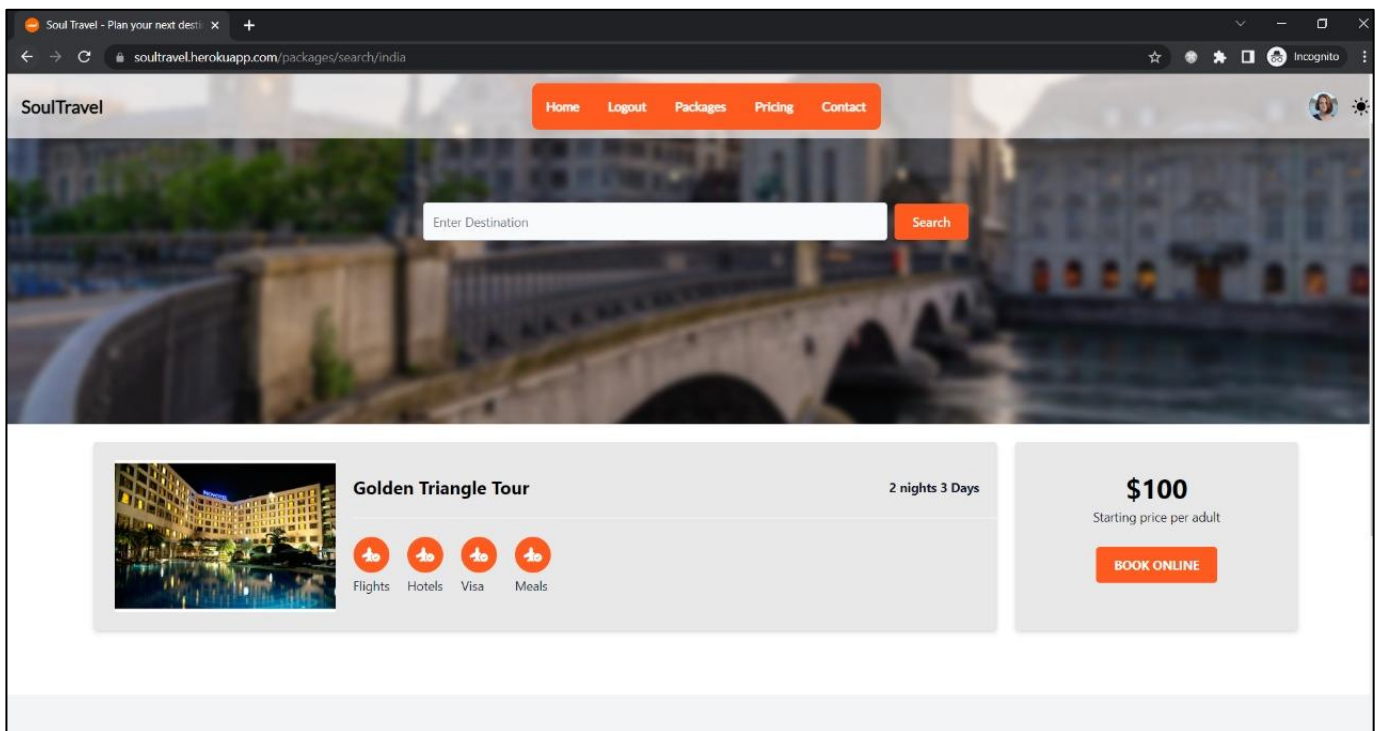 Soul Travel - Plan your next desti
soultravel.herokuapp.com/packages/search/india
Incognito
SoulTravel
Home Logout Packages Pricing Contact
Enter Destination
Search
Golden Triangle Tour
2 nights 3 Days
Flights Hotels Visa Meals
$100
Starting price per adult
BOOK ONLINE
NOVOTEL